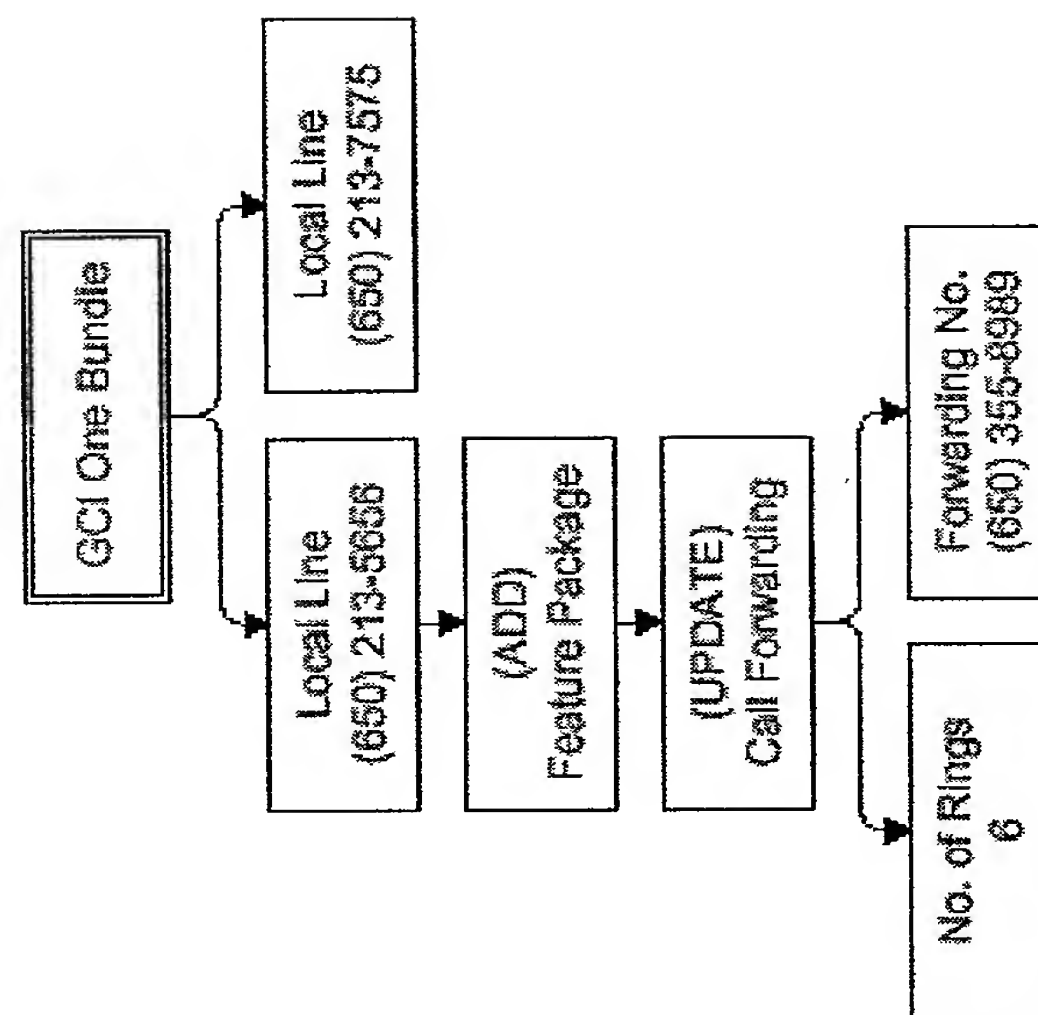 GCI One Bundle
Local Line
(650) 213-5656
Local Line
(650) 213-7575
(ADD)
Feature Package
(UPDATE)
Call Forwarding
No. of Rings
6
Forwarding No.
(650) 355-8989